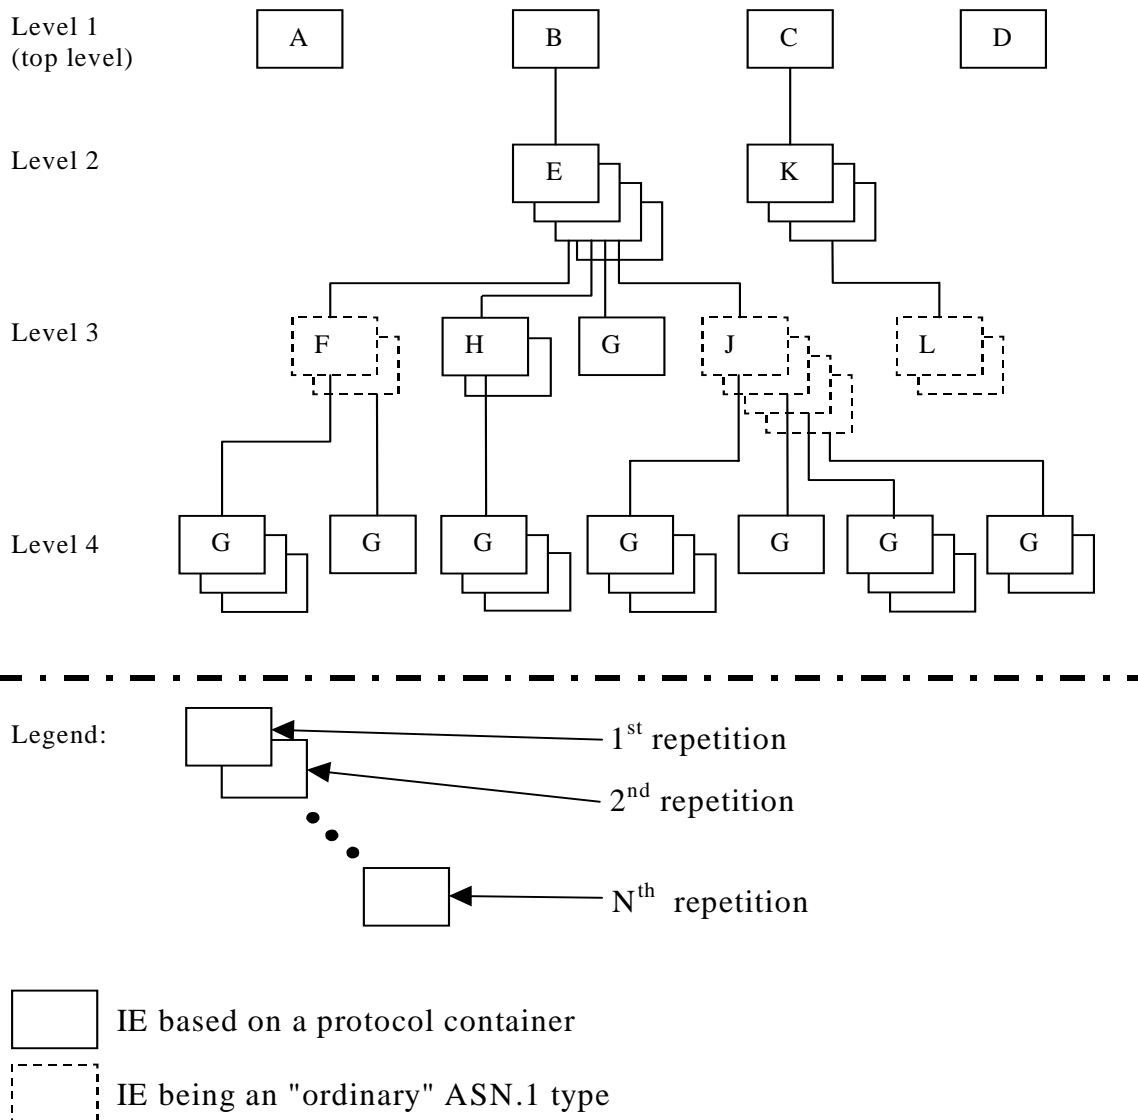 Level 1
(top level)
A
B
C
D
Level 2
E
K
Level 3
F
H
G
J
L
Level 4
G
G
G
G
G
G
G
Legend:
1st repetition
2nd repetition
Nth repetition
IE based on a protocol container
IE being an "ordinary" ASN.1 type